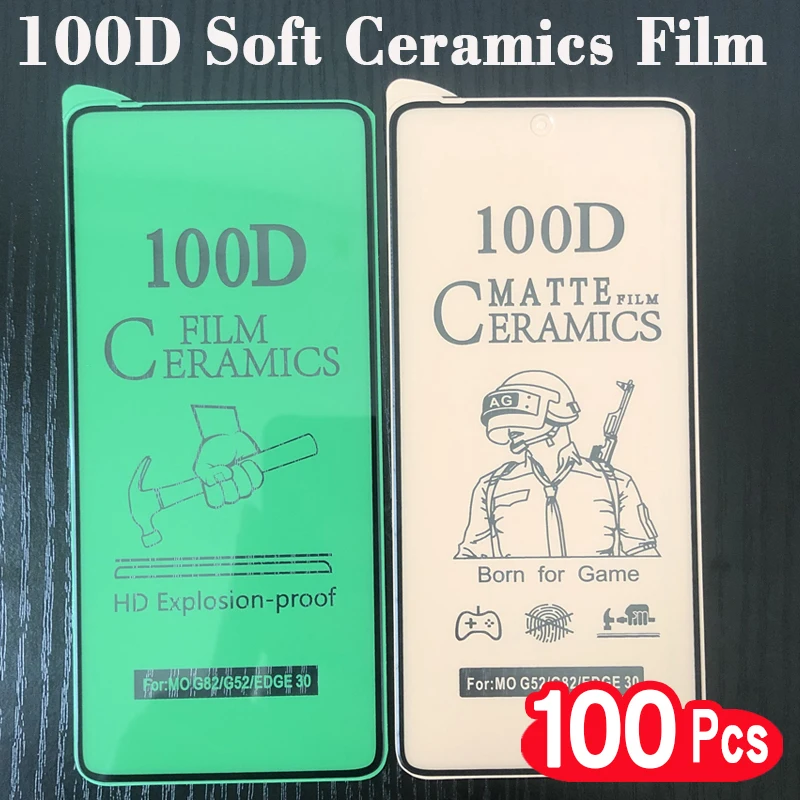 100D Soft Ceramics Film
100D
FILM
CERAMICS
HD Explosion-proof
For:MO G82/G52/EDGE 30
100D
MATTE FILM
CERAMICS
AG
Born for Game
For:MO G52/G82/EDGE 30
100 Pcs